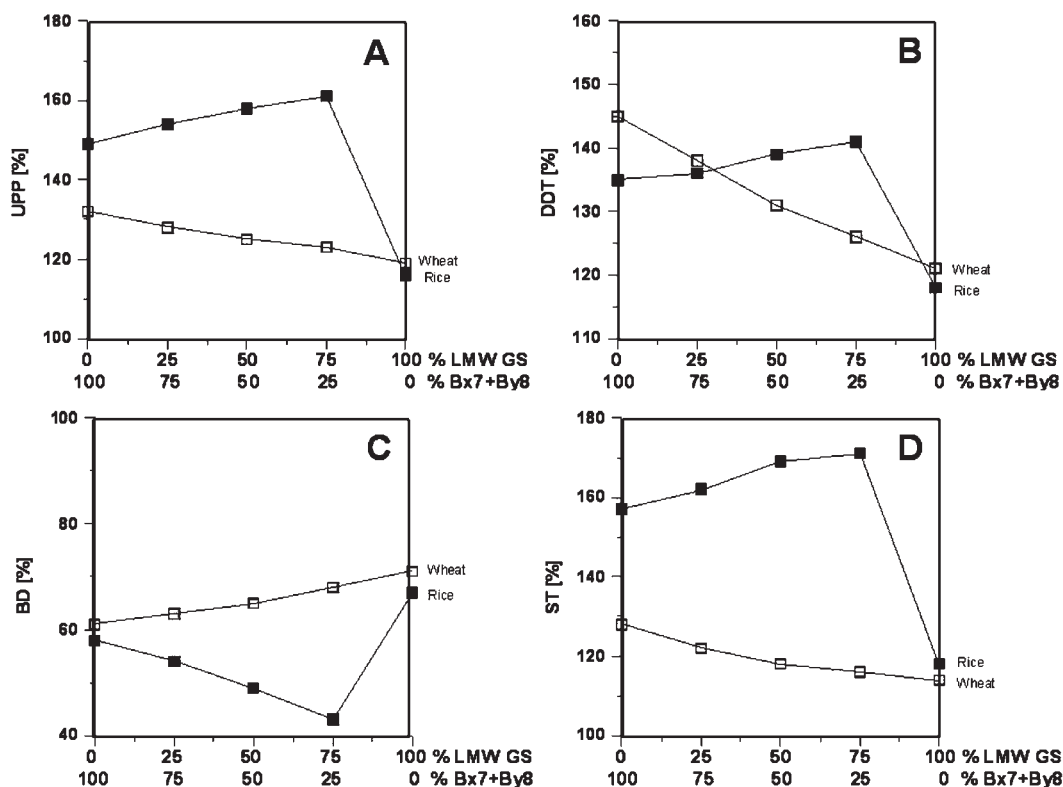 A
UPP [%]
180
160
140
120
100
Wheat
Rice
0 25 50 75 100 % LMW GS
100 75 50 25 0 % Bx7+By8
B
DDT [%]
160
150
140
130
120
110
Wheat
Rice
0 25 50 75 100 % LMW GS
100 75 50 25 0 % Bx7+By8
C
BD [%]
100
80
60
40
Wheat
Rice
0 25 50 75 100 % LMW GS
100 75 50 25 0 % Bx7+By8
D
ST [%]
180
160
140
120
100
Rice
Wheat
0 25 50 75 100 % LMW GS
100 75 50 25 0 % Bx7+By8